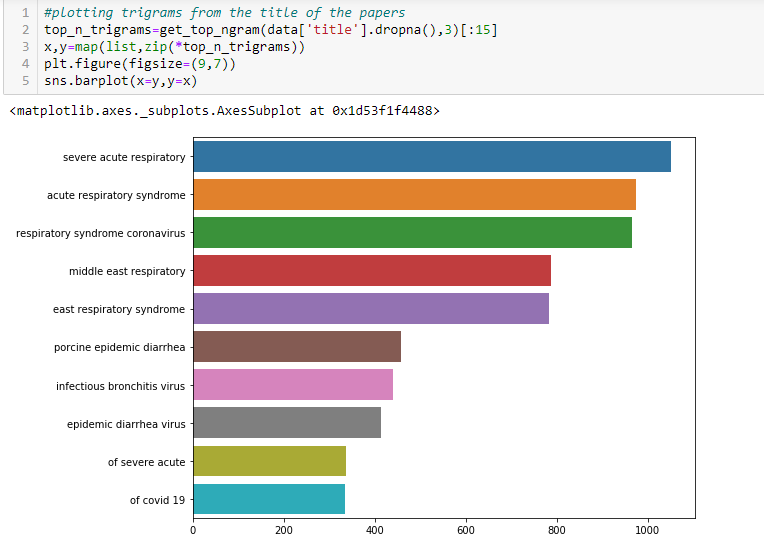 1 #plotting trigrams from the title of the papers
2 top_n_trigrams=get_top_ngram(data['title'].dropna(),3)[:15]
3 x,y=map(list,zip(*top_n_trigrams))
4 plt.figure(figsize=(9,7))
5 sns.barplot(x=y,y=x)
<matplotlib.axes._subplots.AxesSubplot at 0x1d53f1f4488>
severe acute respiratory
acute respiratory syndrome
respiratory syndrome coronavirus
middle east respiratory
east respiratory syndrome
porcine epidemic diarrhea
infectious bronchitis virus
epidemic diarrhea virus
of severe acute
of covid 19
0 200 400 600 800 1000